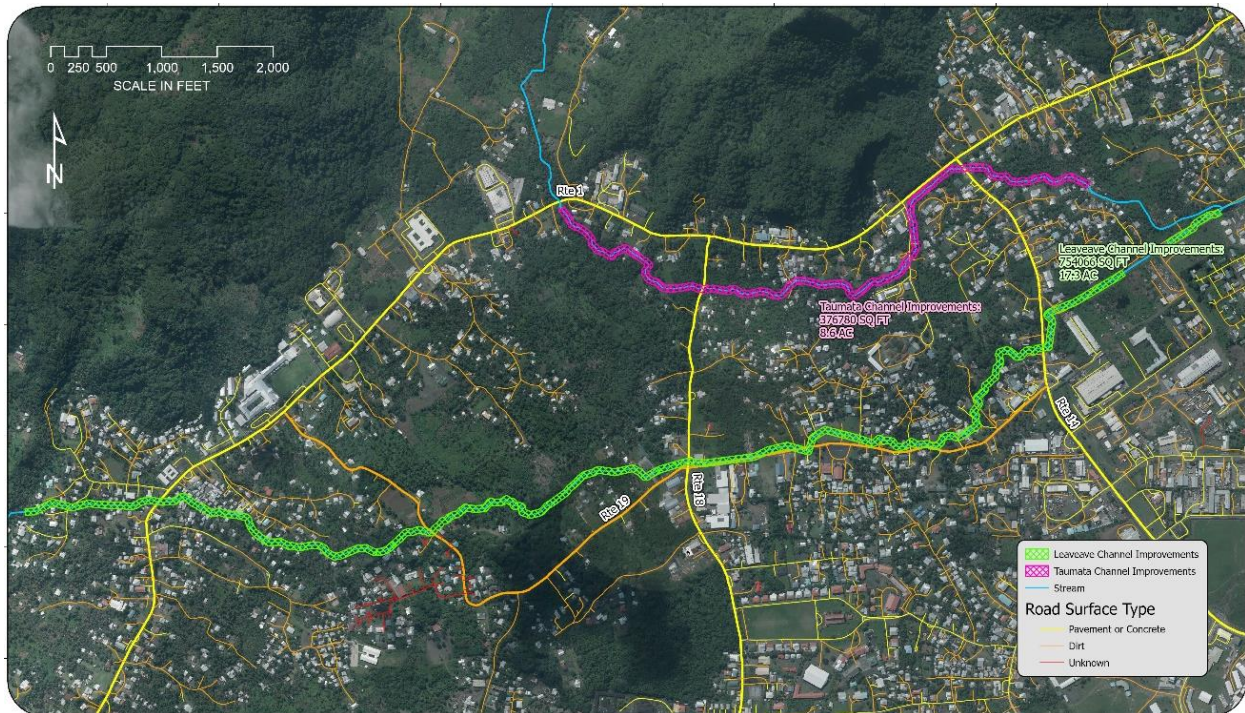 0 250 500 1,000 1,500 2,000
SCALE IN FEET
N
Rte 1
Leaveave Channel Improvements:
754066 SQ FT
17.3 AC
Taumata Channel Improvements:
376780 SQ FT
8.6 AC
Rte 14
Rte 19
Rte 18
Leaveave Channel Improvements
Taumata Channel Improvements
Stream
Road Surface Type
Pavement or Concrete
Dirt
Unknown